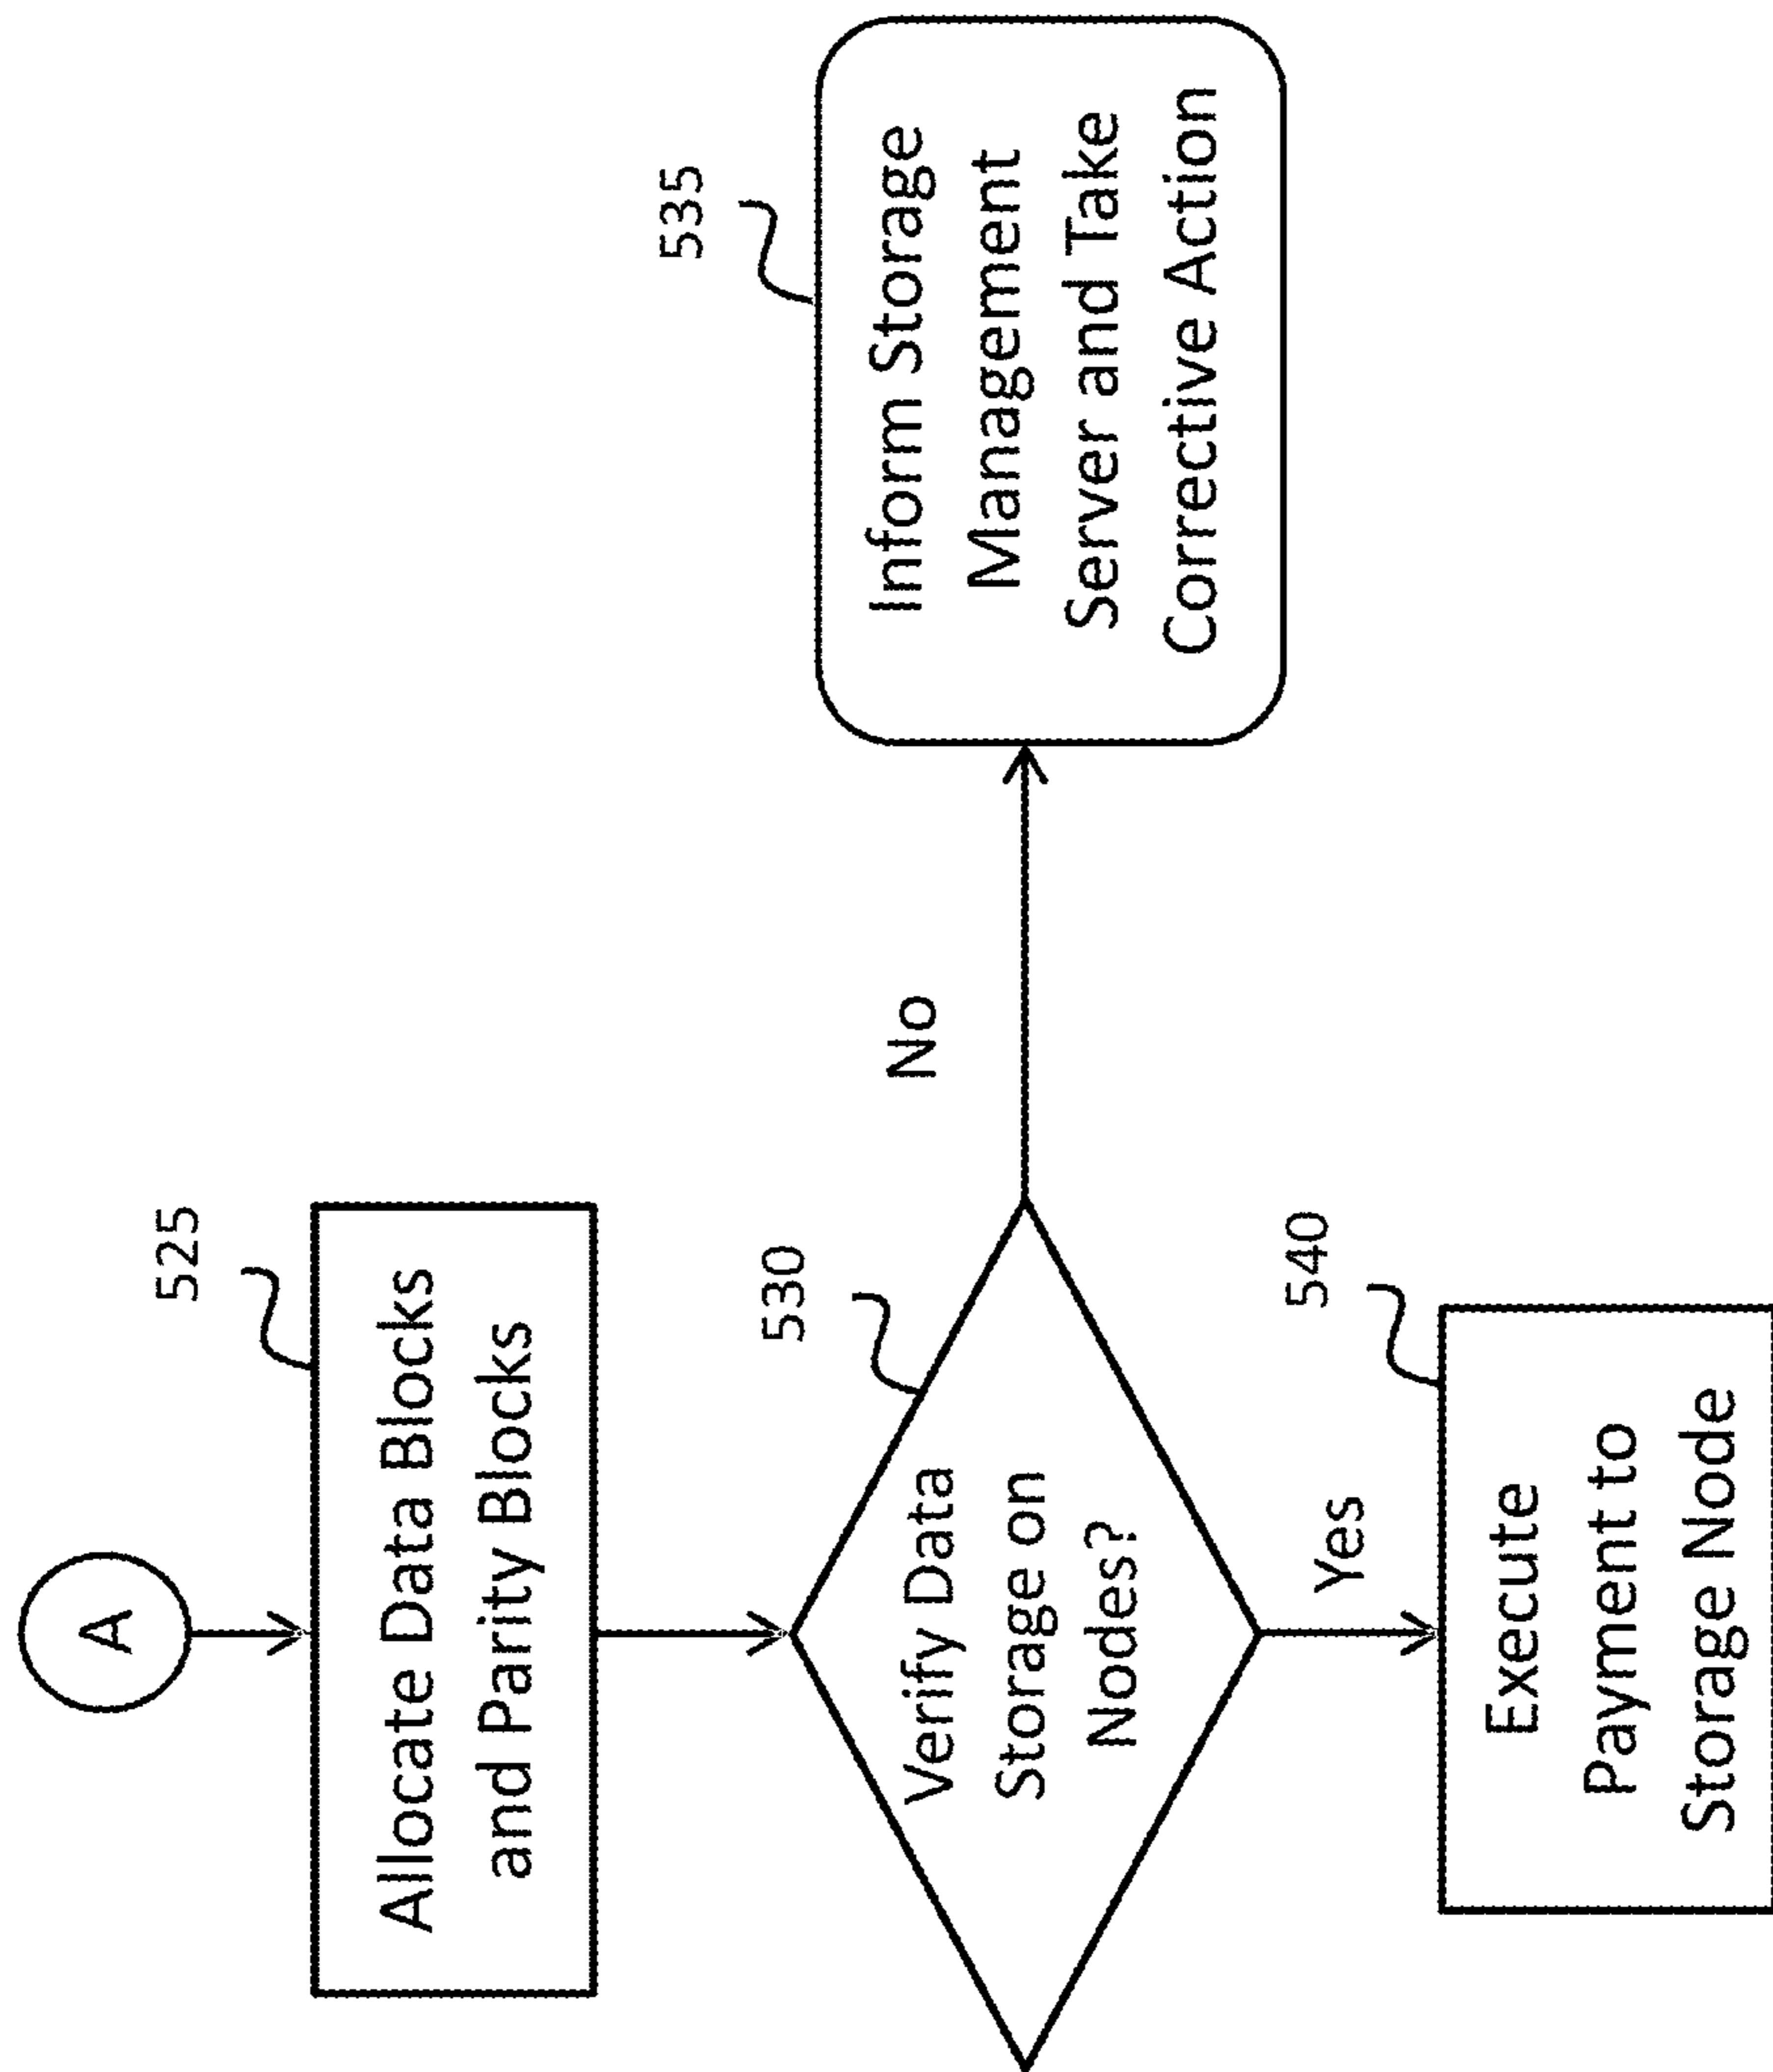 A
525
Allocate Data Blocks
and Parity Blocks
530
Verify Data
Storage on
Nodes?
No
535
Inform Storage
Management
Server and Take
Corrective Action
Yes
540
Execute
Payment to
Storage Node